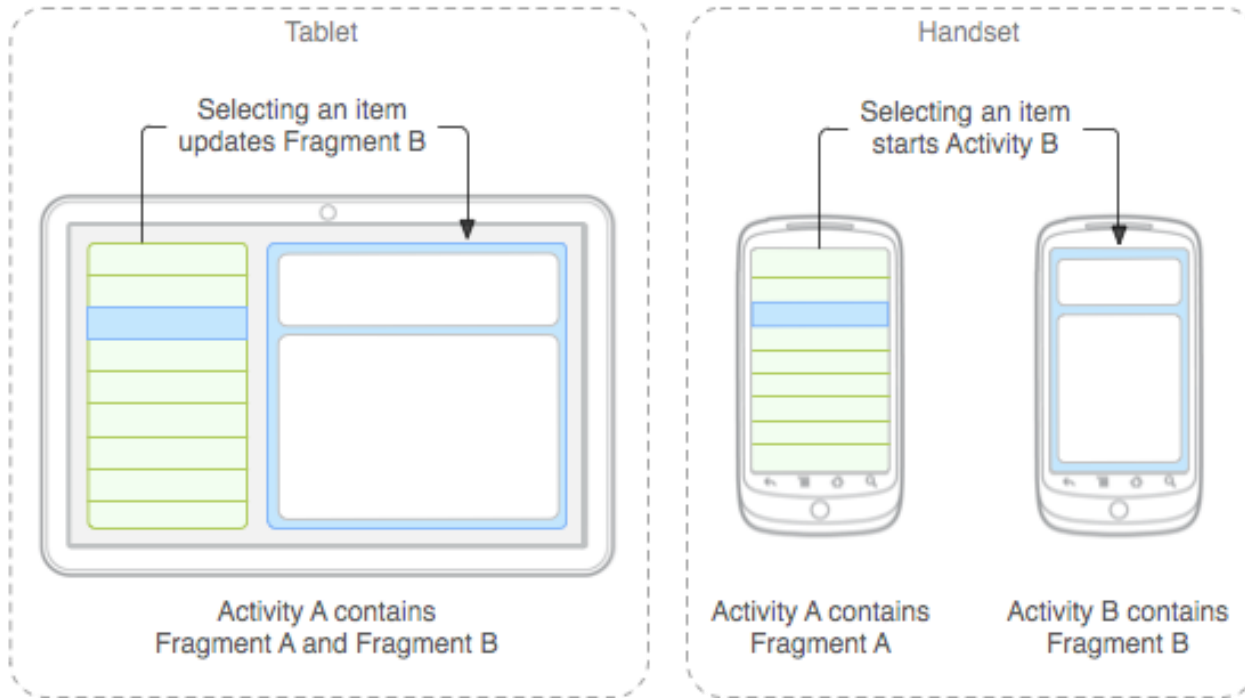 Tablet
Selecting an item
updates Fragment B
Activity A contains
Fragment A and Fragment B
Handset
Selecting an item
starts Activity B
Activity A contains
Fragment A
Activity B contains
Fragment B